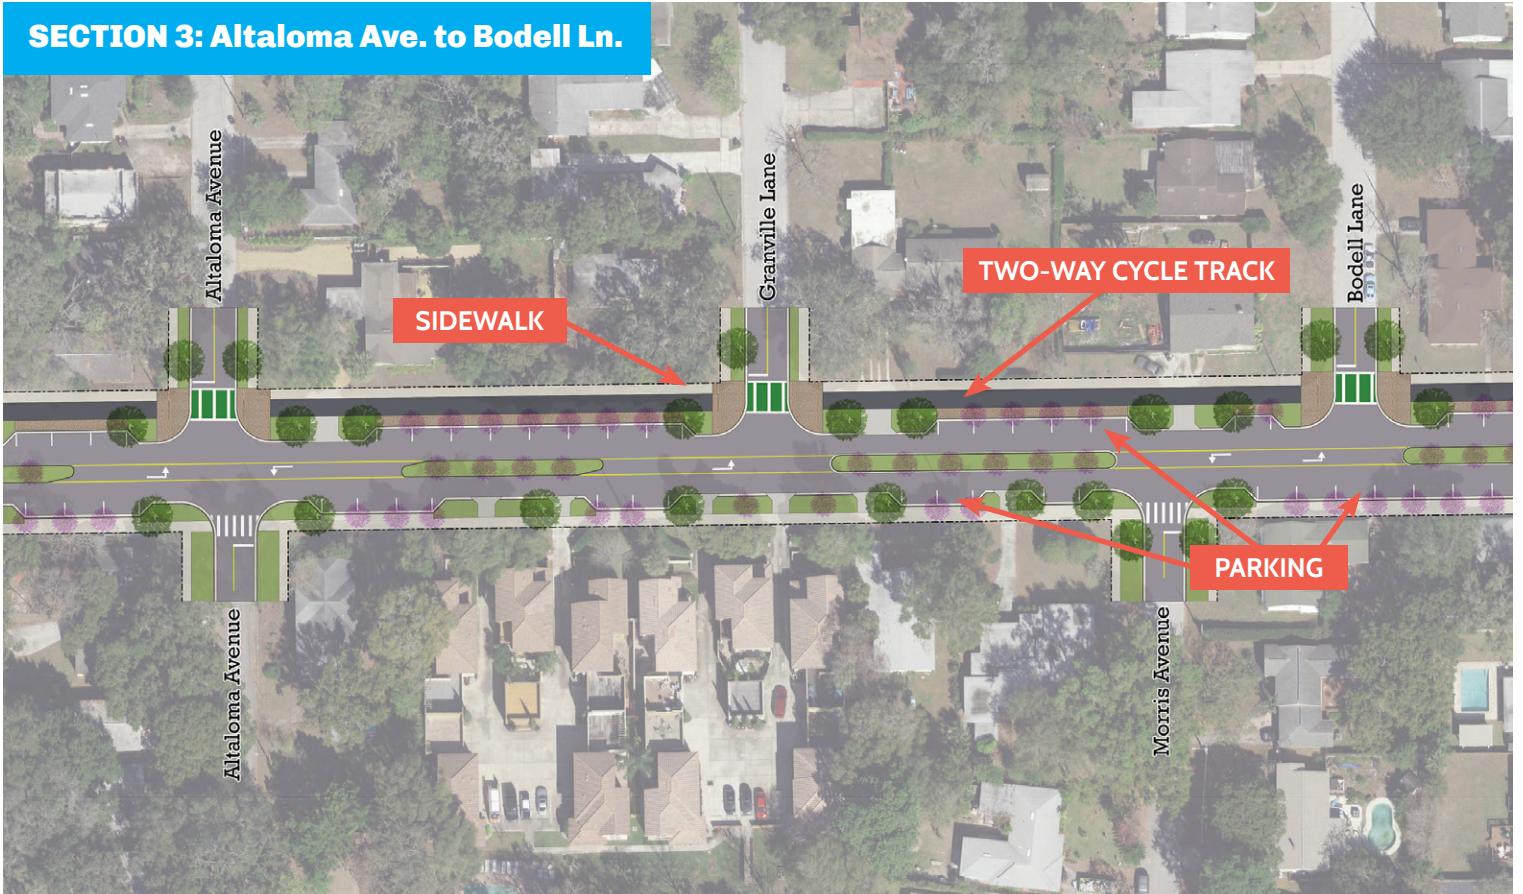 SECTION 3: Altaloma Ave. to Bodell Ln.
Altaloma Avenue
Granville Lane
Bodell Lane
TWO-WAY CYCLE TRACK
SIDEWALK
PARKING
Altaloma Avenue
Morris Avenue